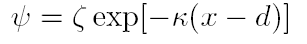 ψ = ζ exp[−κ(x − d)]